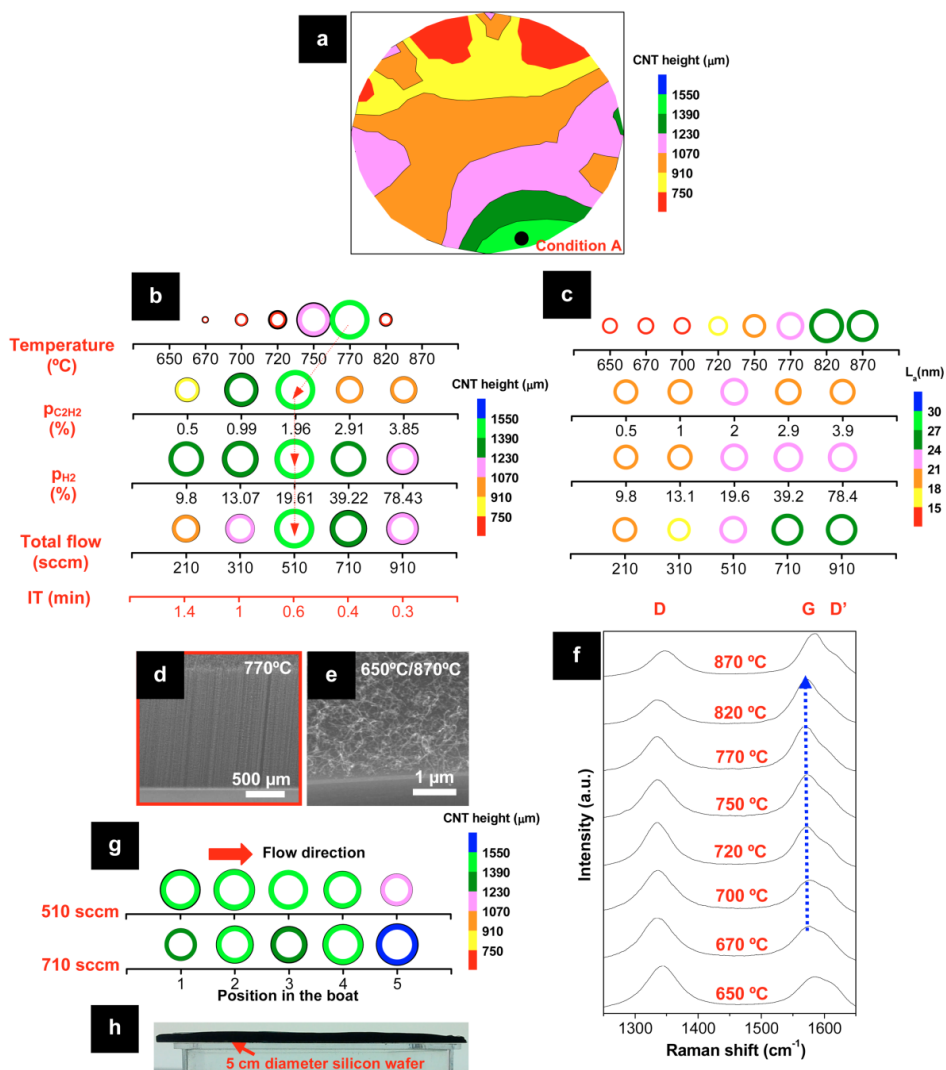 a
CNT height (μm)
1550
1390
1230
1070
910
750
Condition A
b
Temperature
(ºC)
650 670 700 720 750 770 820 870
pC2H2
(%)
0.5 0.99 1.96 2.91 3.85
pH2
(%)
9.8 13.07 19.61 39.22 78.43
Total flow
(sccm)
210 310 510 710 910
IT (min)
1.4 1 0.6 0.4 0.3
CNT height (μm)
1550
1390
1230
1070
910
750
c
650 670 700 720 750 770 820 870
0.5 1 2 2.9 3.9
9.8 13.1 19.6 39.2 78.4
210 310 510 710 910
La(nm)
30
27
24
21
18
15
d
770ºC
500 μm
e
650ºC/870ºC
1 μm
f
D G D'
870 ºC
820 ºC
770 ºC
750 ºC
720 ºC
700 ºC
670 ºC
650 ºC
Intensity (a.u.)
1300 1400 1500 1600
Raman shift (cm-1)
g
Flow direction
CNT height (μm)
1550
1390
1230
1070
910
750
510 sccm
710 sccm
1 2 3 4 5
Position in the boat
h
5 cm diameter silicon wafer